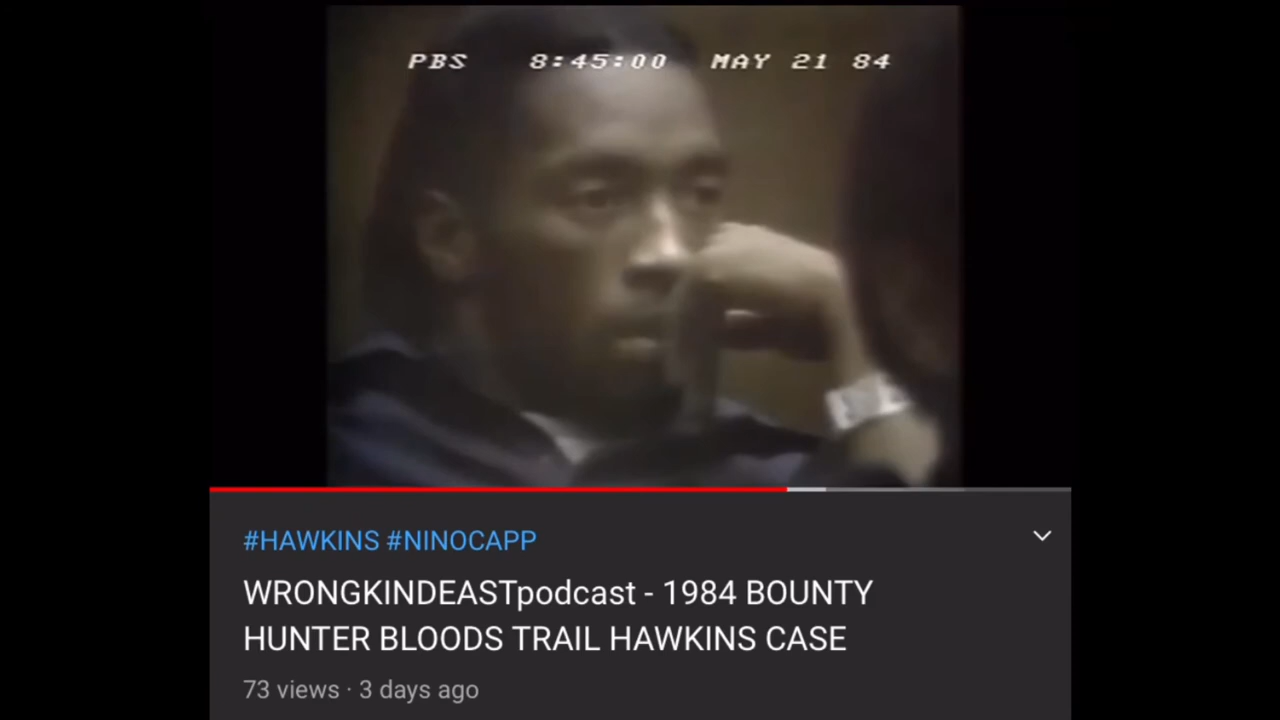 PBS 8:45:00 MAY 21 84
#HAWKINS #NINOCAPP
WRONGKINDEASTpodcast - 1984 BOUNTY
HUNTER BLOODS TRAIL HAWKINS CASE
73 views · 3 days ago